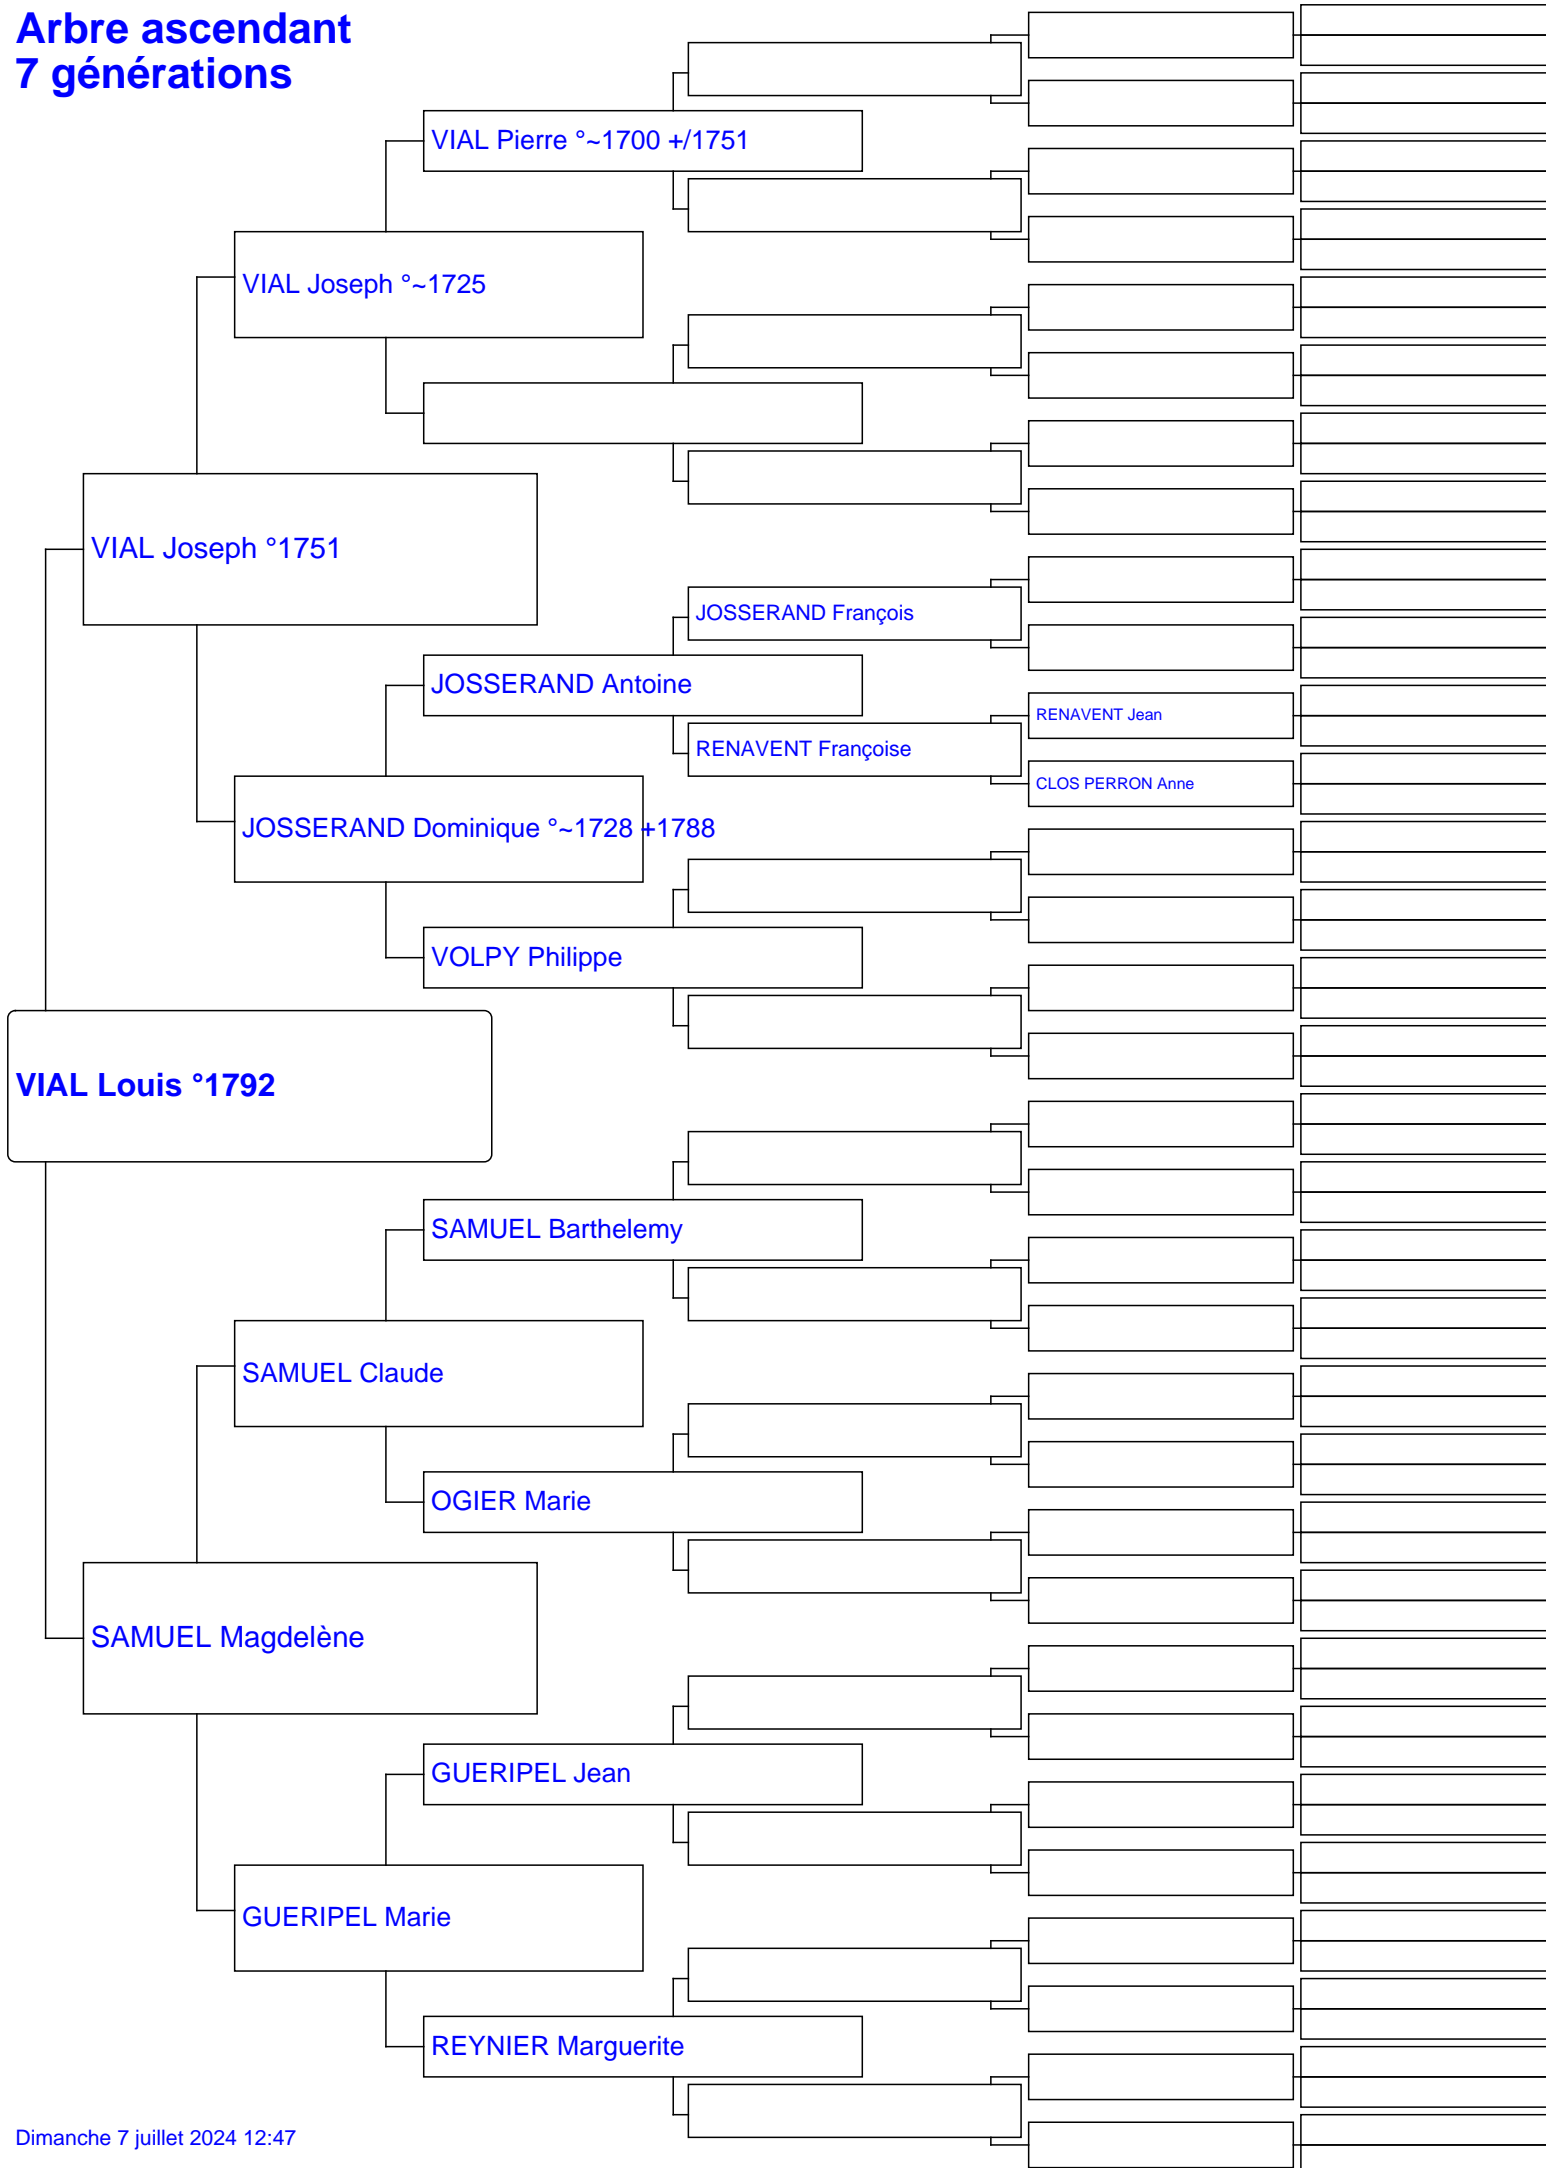 Arbre ascendant
7 générations
VIAL Pierre °~1700 +/1751
VIAL Joseph °~1725
VIAL Joseph °1751
JOSSERAND François
JOSSERAND Antoine
RENAVENT Jean
RENAVENT Françoise
CLOS PERRON Anne
JOSSERAND Dominique °~1728 +1788
VOLPY Philippe
VIAL Louis °1792
SAMUEL Barthelemy
SAMUEL Claude
OGIER Marie
SAMUEL Magdelène
GUERIPEL Jean
GUERIPEL Marie
REYNIER Marguerite
Dimanche 7 juillet 2024 12:47